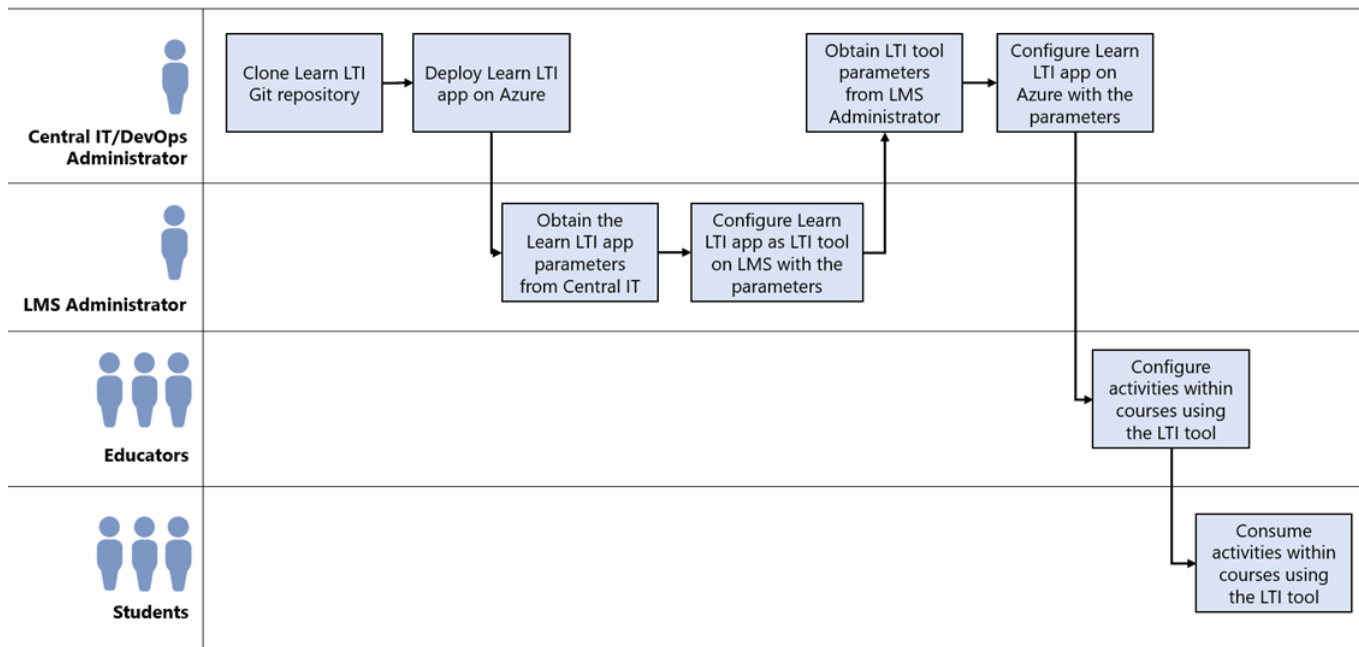 Central IT/DevOps
Administrator
Clone Learn LTI
Git repository
Deploy Learn LTI
app on Azure
Obtain LTI tool
parameters
from LMS
Administrator
Configure Learn
LTI app on
Azure with the
parameters
LMS Administrator
Obtain the
Learn LTI app
parameters
from Central IT
Configure Learn
LTI app as LTI tool
on LMS with the
parameters
Educators
Configure
activities within
courses using
the LTI tool
Students
Consume
activities within
courses using
the LTI tool